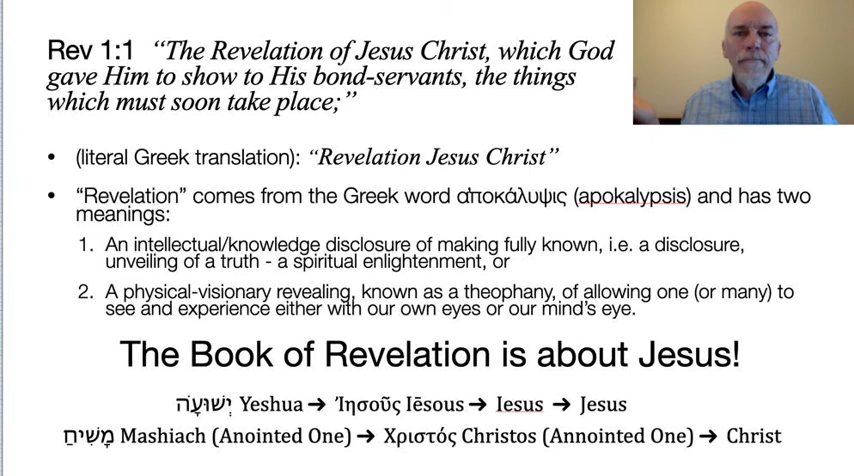 Rev 1:1 “The Revelation of Jesus Christ, which God
gave Him to show to His bond-servants, the things
which must soon take place;”
• (literal Greek translation): “Revelation Jesus Christ”
• “Revelation” comes from the Greek word αποκάλυψις (apokalypsis) and has two
meanings:
1. An intellectual/knowledge disclosure of making fully known, i.e. a disclosure,
unveiling of a truth - a spiritual enlightenment, or
2. A physical-visionary revealing, known as a theophany, of allowing one (or many) to
see and experience either with our own eyes or our mind’s eye.
The Book of Revelation is about Jesus!
יְשׁוּעָה Yeshua ➔ Ἰησοῦς Iēsous ➔ Iesus ➔ Jesus
מָשִׁיחַ Mashiach (Anointed One) ➔ Χριστός Christos (Annointed One) ➔ Christ